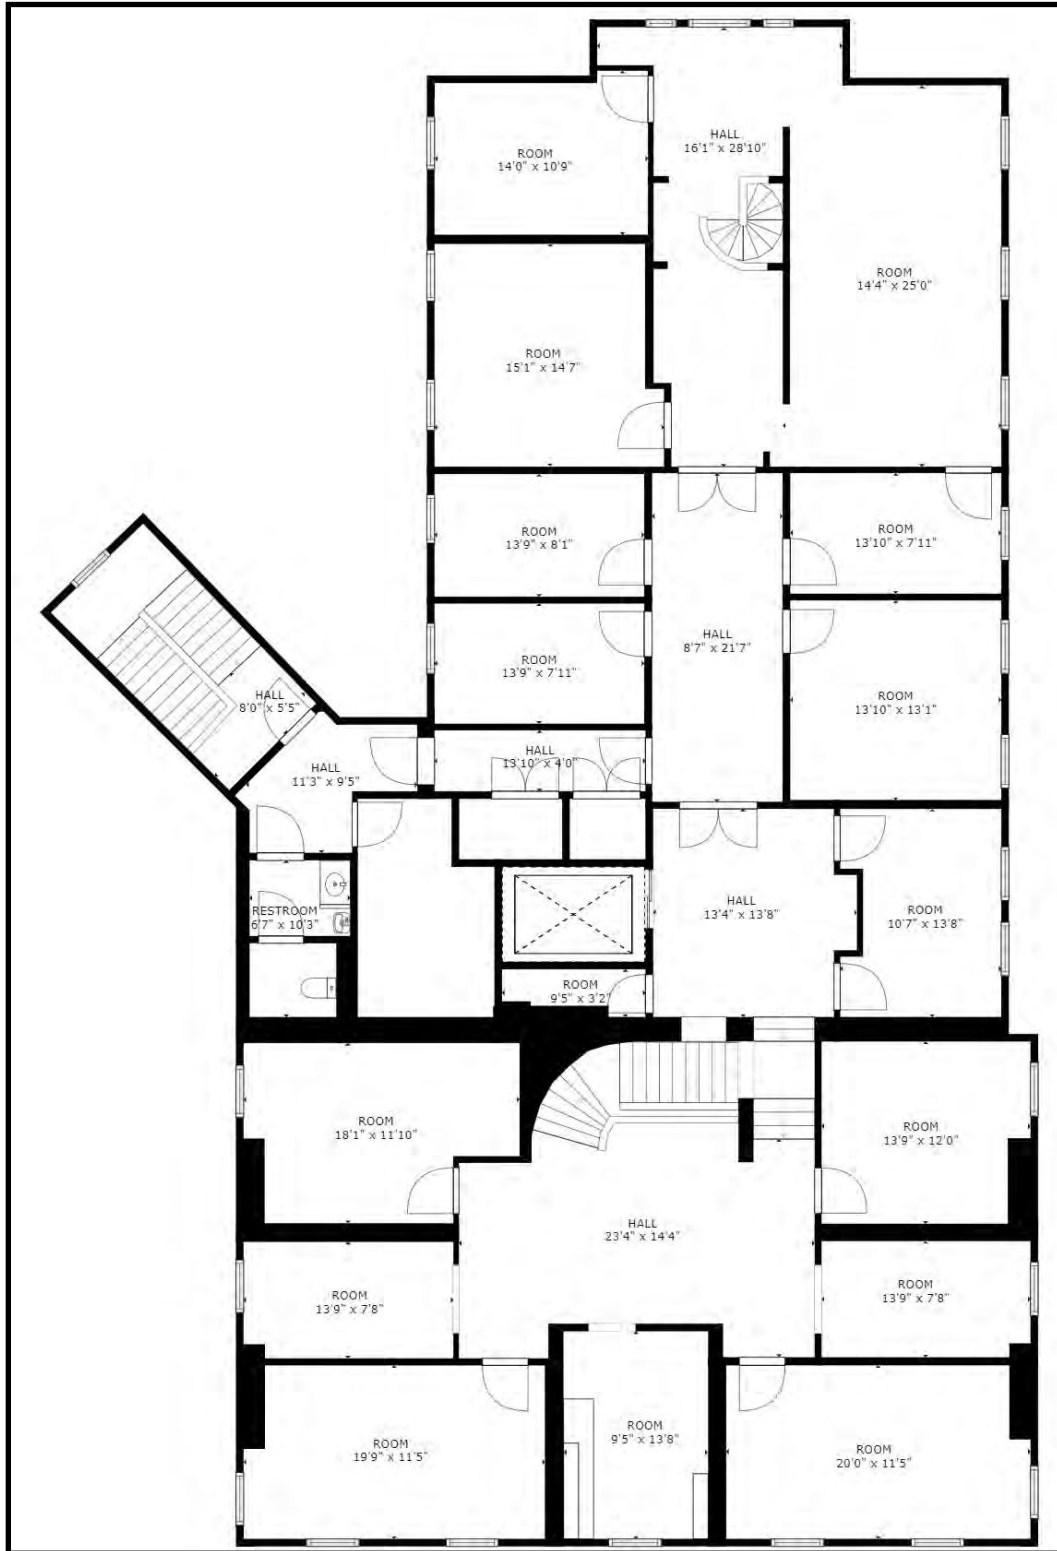 HALL
16'1" x 28'10"
ROOM
14'0" x 10'9"
ROOM
14'4" x 25'0"
ROOM
15'1" x 14'7"
ROOM
13'9" x 8'1"
ROOM
13'10" x 7'11"
HALL
8'7" x 21'7"
ROOM
13'9" x 7'11"
HALL
8'0" x 5'5"
ROOM
13'10" x 13'1"
HALL
13'10" x 4'0"
HALL
11'3" x 9'5"
HALL
13'4" x 13'8"
RESTROOM
6'7" x 10'3"
ROOM
10'7" x 13'8"
ROOM
9'5" x 3'2"
ROOM
18'1" x 11'10"
ROOM
13'9" x 12'0"
HALL
23'4" x 14'4"
ROOM
13'9" x 7'8"
ROOM
13'9" x 7'8"
ROOM
9'5" x 13'8"
ROOM
19'9" x 11'5"
ROOM
20'0" x 11'5"